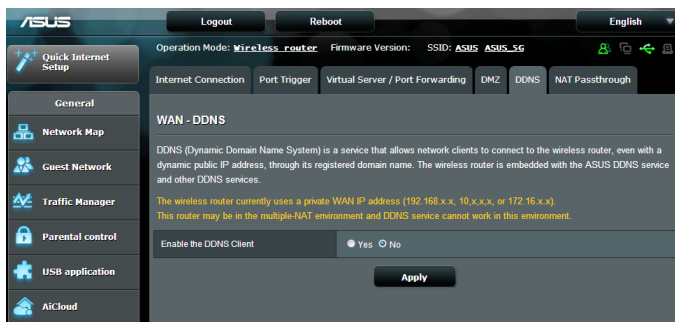 ASUS
Logout
Reboot
English
Quick Internet
Setup
General
Network Map
Guest Network
Traffic Manager
Parental control
USB application
AiCloud
Operation Mode: Wireless router Firmware Version: SSID: ASUS ASUS_5G
Internet Connection
Port Trigger
Virtual Server / Port Forwarding
DMZ
DDNS
NAT Passthrough
WAN - DDNS
DDNS (Dynamic Domain Name System) is a service that allows network clients to connect to the wireless router, even with a
dynamic public IP address, through its registered domain name. The wireless router is embedded with the ASUS DDNS service
and other DDNS services.
The wireless router currently uses a private WAN IP address (192.168.x.x, 10,x,x,x, or 172.16.x.x).
This router may be in the multiple-NAT environment and DDNS service cannot work in this environment.
Enable the DDNS Client
Yes
No
Apply